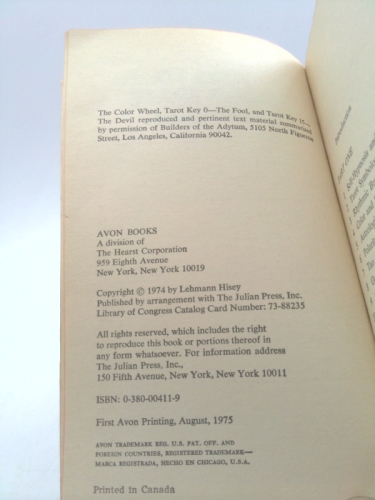 The Color Wheel, Tarot Key 0—The Fool, and Tarot Key 15—
The Devil reproduced and pertinent text material summarized
by permission of Builders of the Adytum, 5105 North Figueroa
Street, Los Angeles, California 90042.
AVON BOOKS
A division of
The Hearst Corporation
959 Eighth Avenue
New York, New York 10019
Copyright © 1974 by Lehmann Hisey
Published by arrangement with The Julian Press, Inc.
Library of Congress Catalog Card Number: 73-88235
All rights reserved, which includes the right
to reproduce this book or portions thereof in
any form whatsoever. For information address
The Julian Press, Inc.,
150 Fifth Avenue, New York, New York 10011
ISBN: 0-380-00411-9
First Avon Printing, August, 1975
AVON TRADEMARK REG. U.S. PAT. OFF. AND
FOREIGN COUNTRIES, REGISTERED TRADEMARK—
MARCA REGISTRADA, HECHO EN CHICAGO, U.S.A.
Printed in Canada
Introduction
PART ONE